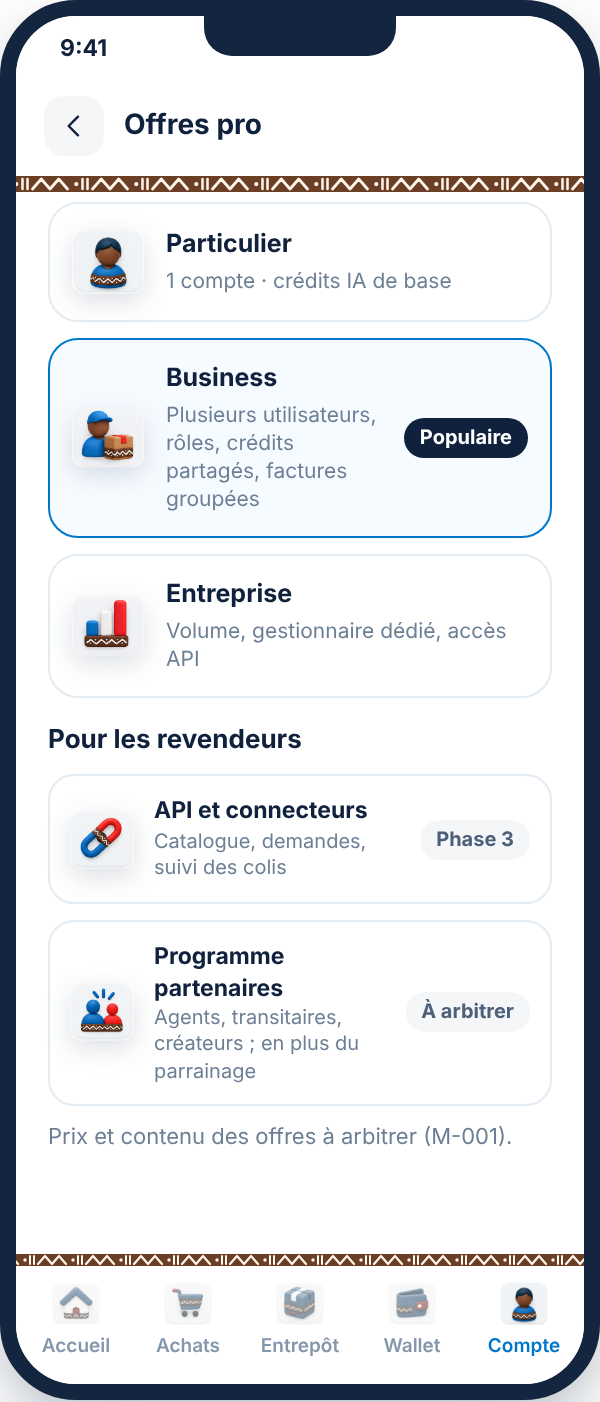 9:41
Offres pro
Particulier
1 compte · crédits IA de base
Business
Plusieurs utilisateurs,
rôles, crédits
partagés, factures
groupées
Populaire
Entreprise
Volume, gestionnaire dédié, accès
API
Pour les revendeurs
API et connecteurs
Catalogue, demandes,
suivi des colis
Phase 3
Programme
partenaires
Agents, transitaires,
créateurs ; en plus du
parrainage
À arbitrer
Prix et contenu des offres à arbitrer (M-001).
Accueil
Achats
Entrepôt
Wallet
Compte